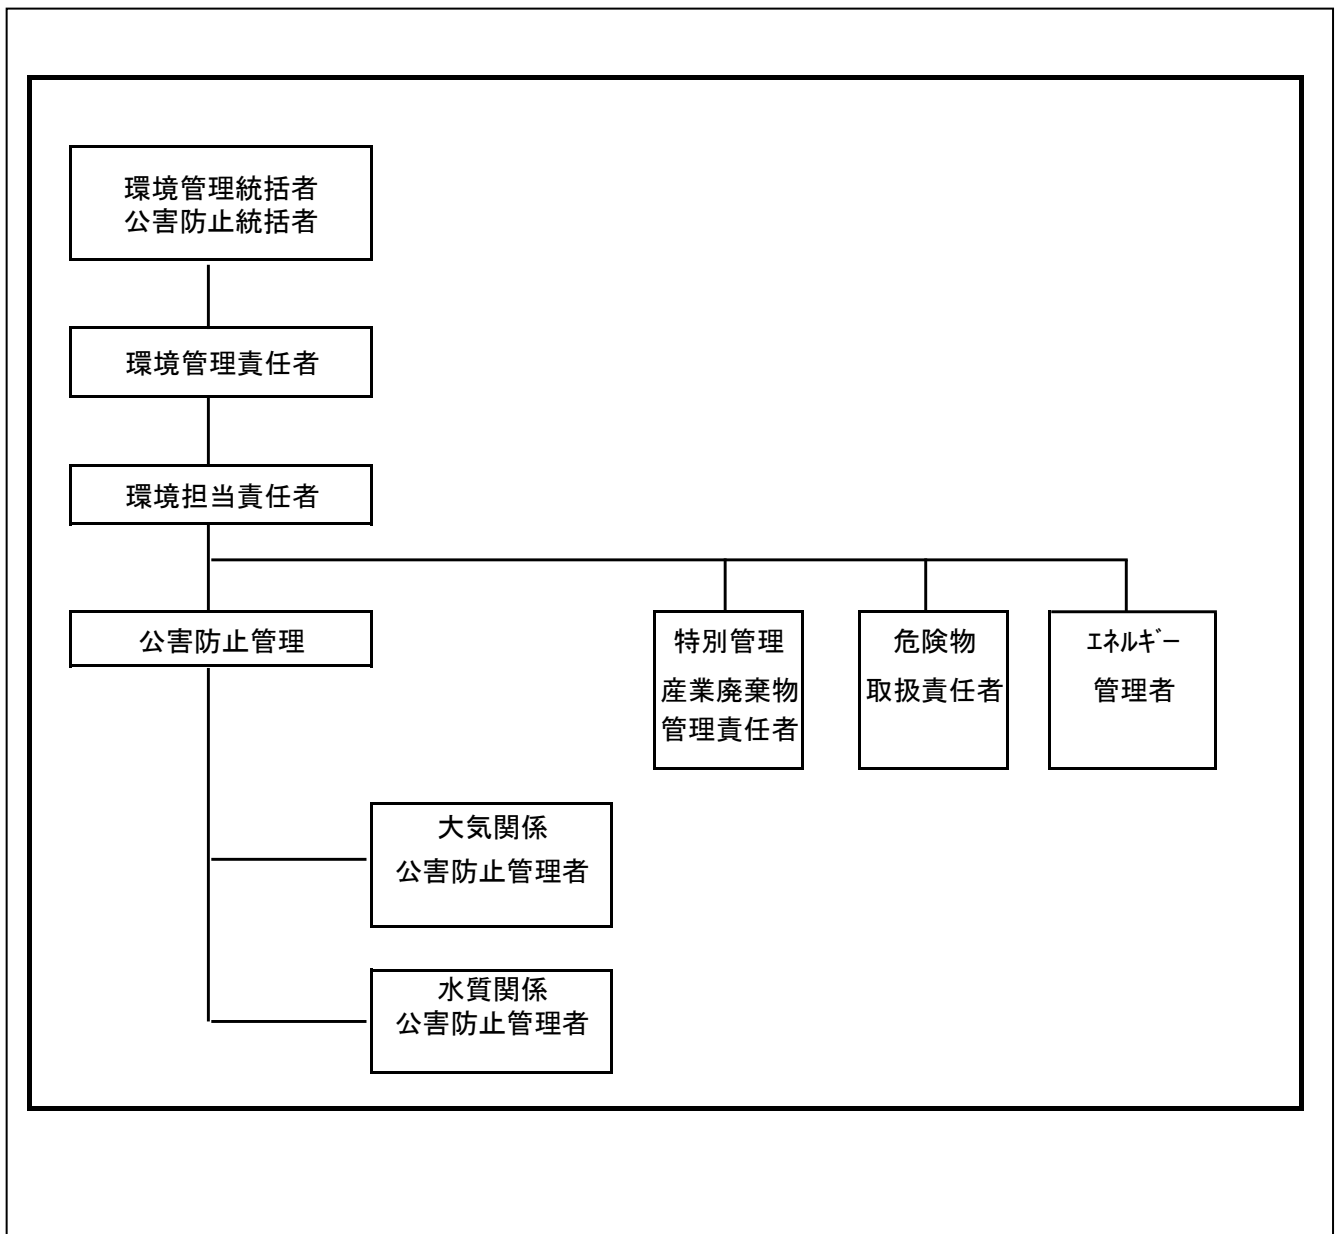 環境管理統括者
公害防止統括者
環境管理責任者
環境担当責任者
公害防止管理
特別管理
産業廃棄物
管理責任者
危険物
取扱責任者
ｴﾈﾙｷﾞｰ
管理者
大気関係
公害防止管理者
水質関係
公害防止管理者